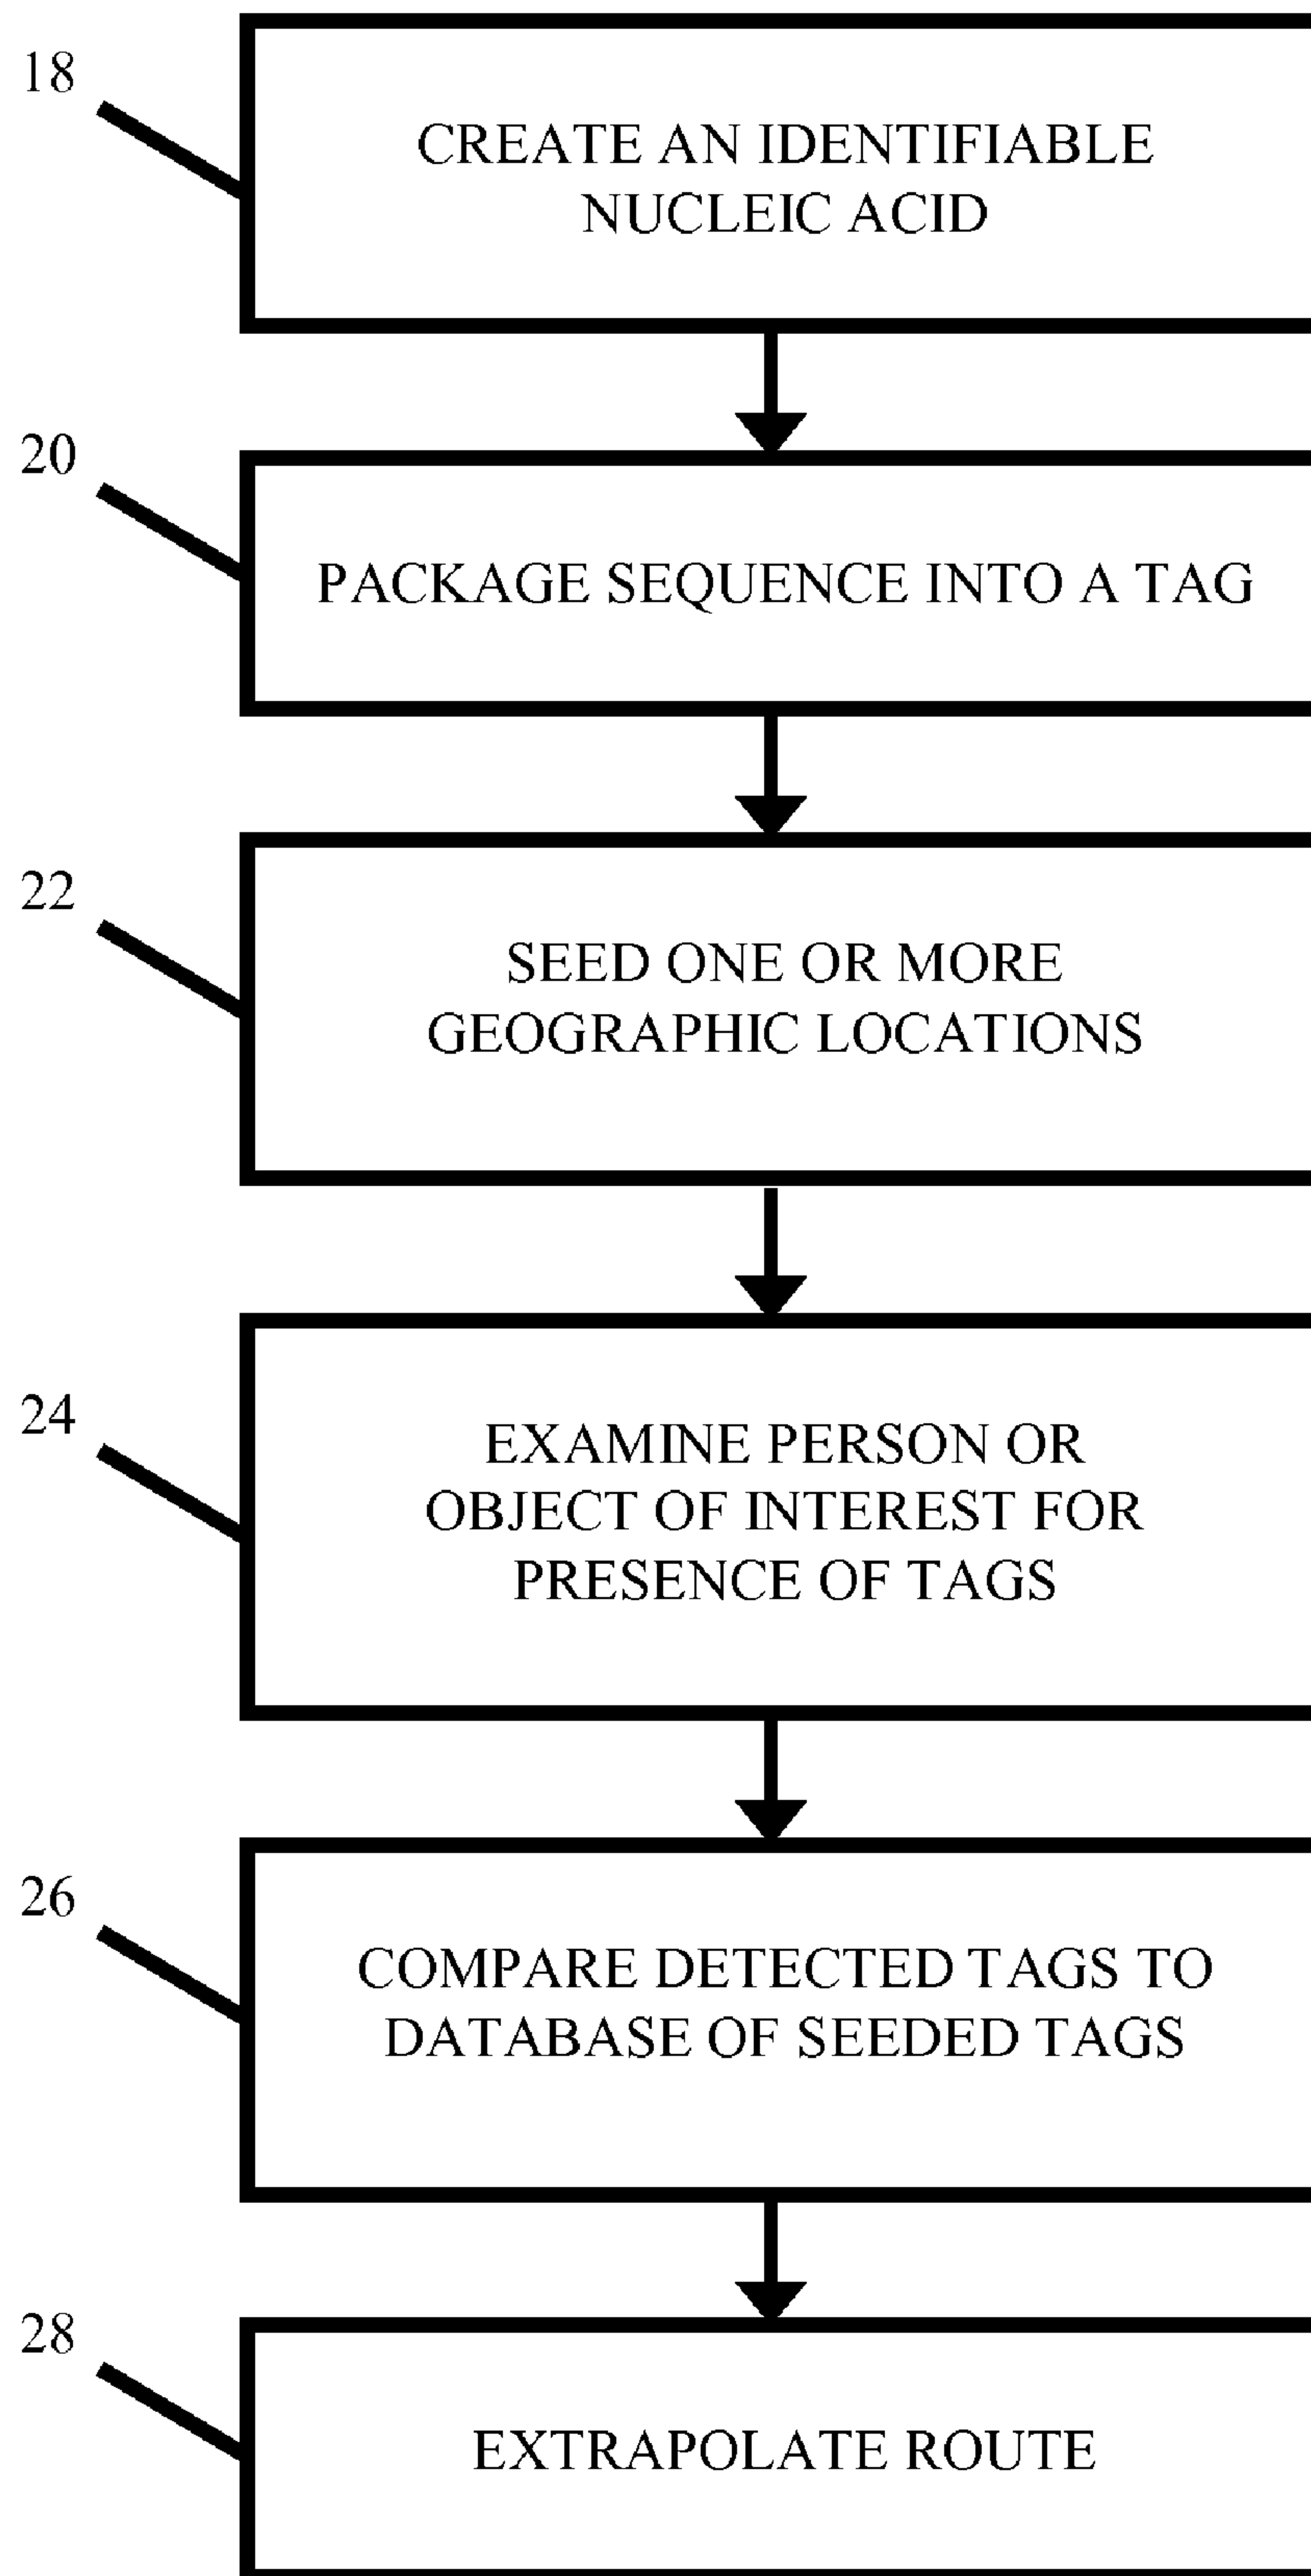 18
CREATE AN IDENTIFIABLE
NUCLEIC ACID
20
PACKAGE SEQUENCE INTO A TAG
22
SEED ONE OR MORE
GEOGRAPHIC LOCATIONS
24
EXAMINE PERSON OR
OBJECT OF INTEREST FOR
PRESENCE OF TAGS
26
COMPARE DETECTED TAGS TO
DATABASE OF SEEDED TAGS
28
EXTRAPOLATE ROUTE